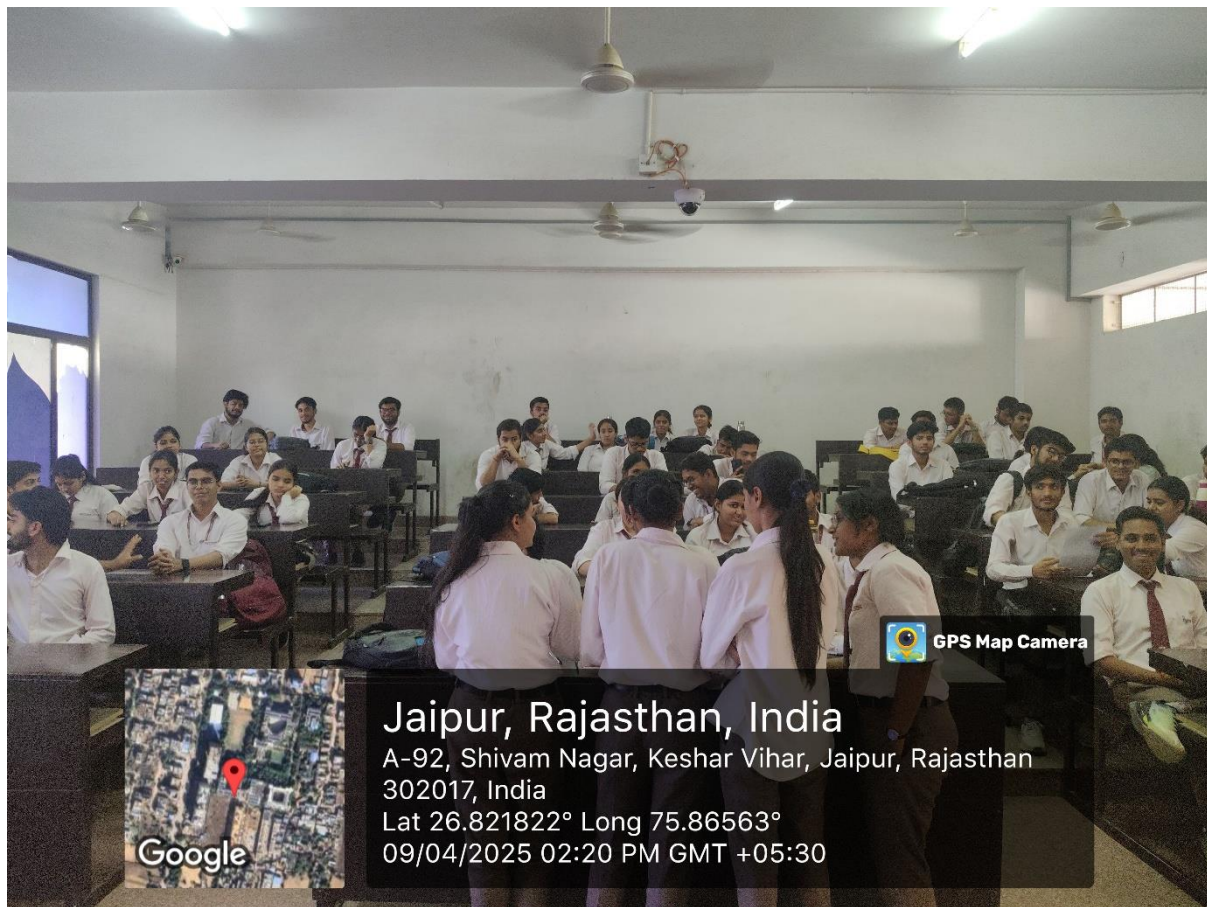 GPS Map Camera
Jaipur, Rajasthan, India
A-92, Shivam Nagar, Keshar Vihar, Jaipur, Rajasthan
302017, India
Lat 26.821822° Long 75.86563°
09/04/2025 02:20 PM GMT +05:30
Google